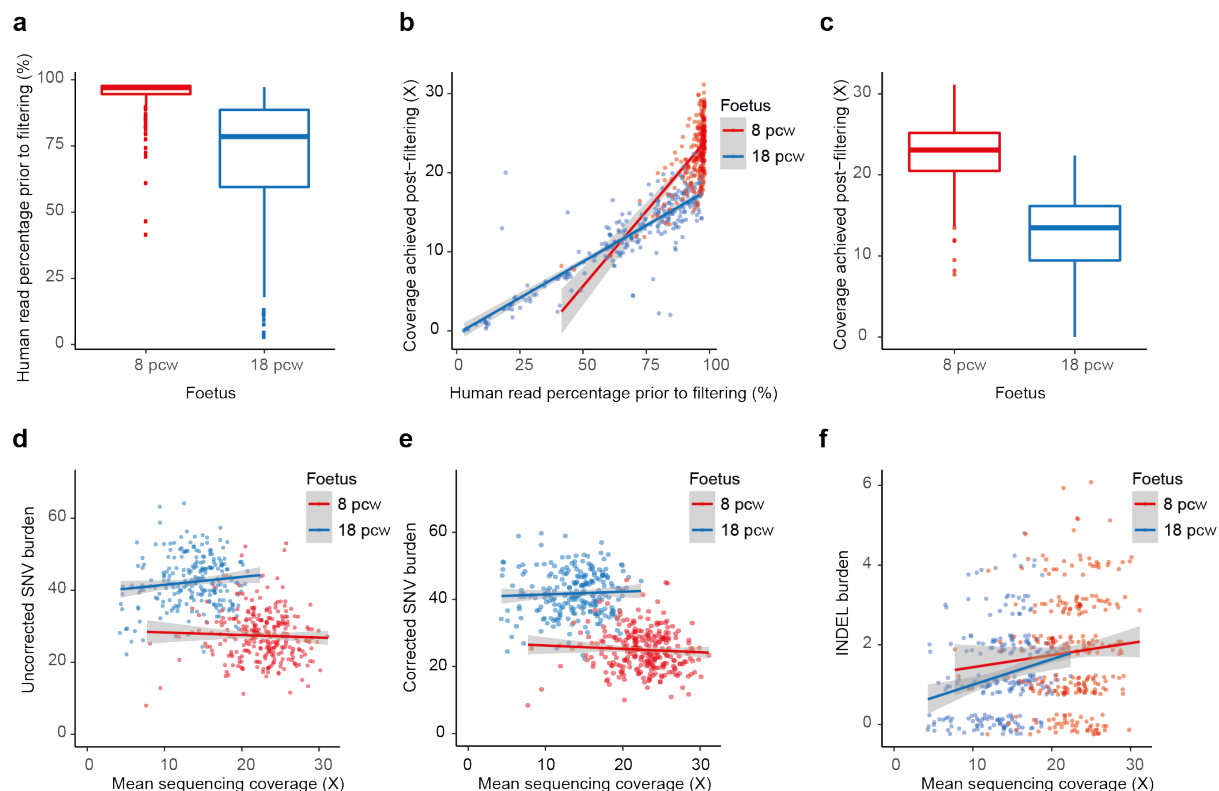 a
Human read percentage prior to filtering (%)
100
75
50
25
0
8 pcw
18 pcw
Foetus
b
Coverage achieved post−filtering (X)
30
20
10
0
0
25
50
75
100
Human read percentage prior to filtering (%)
Foetus
8 pcw
18 pcw
c
Coverage achieved post−filtering (X)
30
20
10
0
8 pcw
18 pcw
Foetus
d
Uncorrected SNV burden
60
40
20
0
0
10
20
30
Mean sequencing coverage (X)
Foetus
8 pcw
18 pcw
e
Corrected SNV burden
60
40
20
0
0
10
20
30
Mean sequencing coverage (X)
Foetus
8 pcw
18 pcw
f
INDEL burden
6
4
2
0
0
10
20
30
Mean sequencing coverage (X)
Foetus
8 pcw
18 pcw